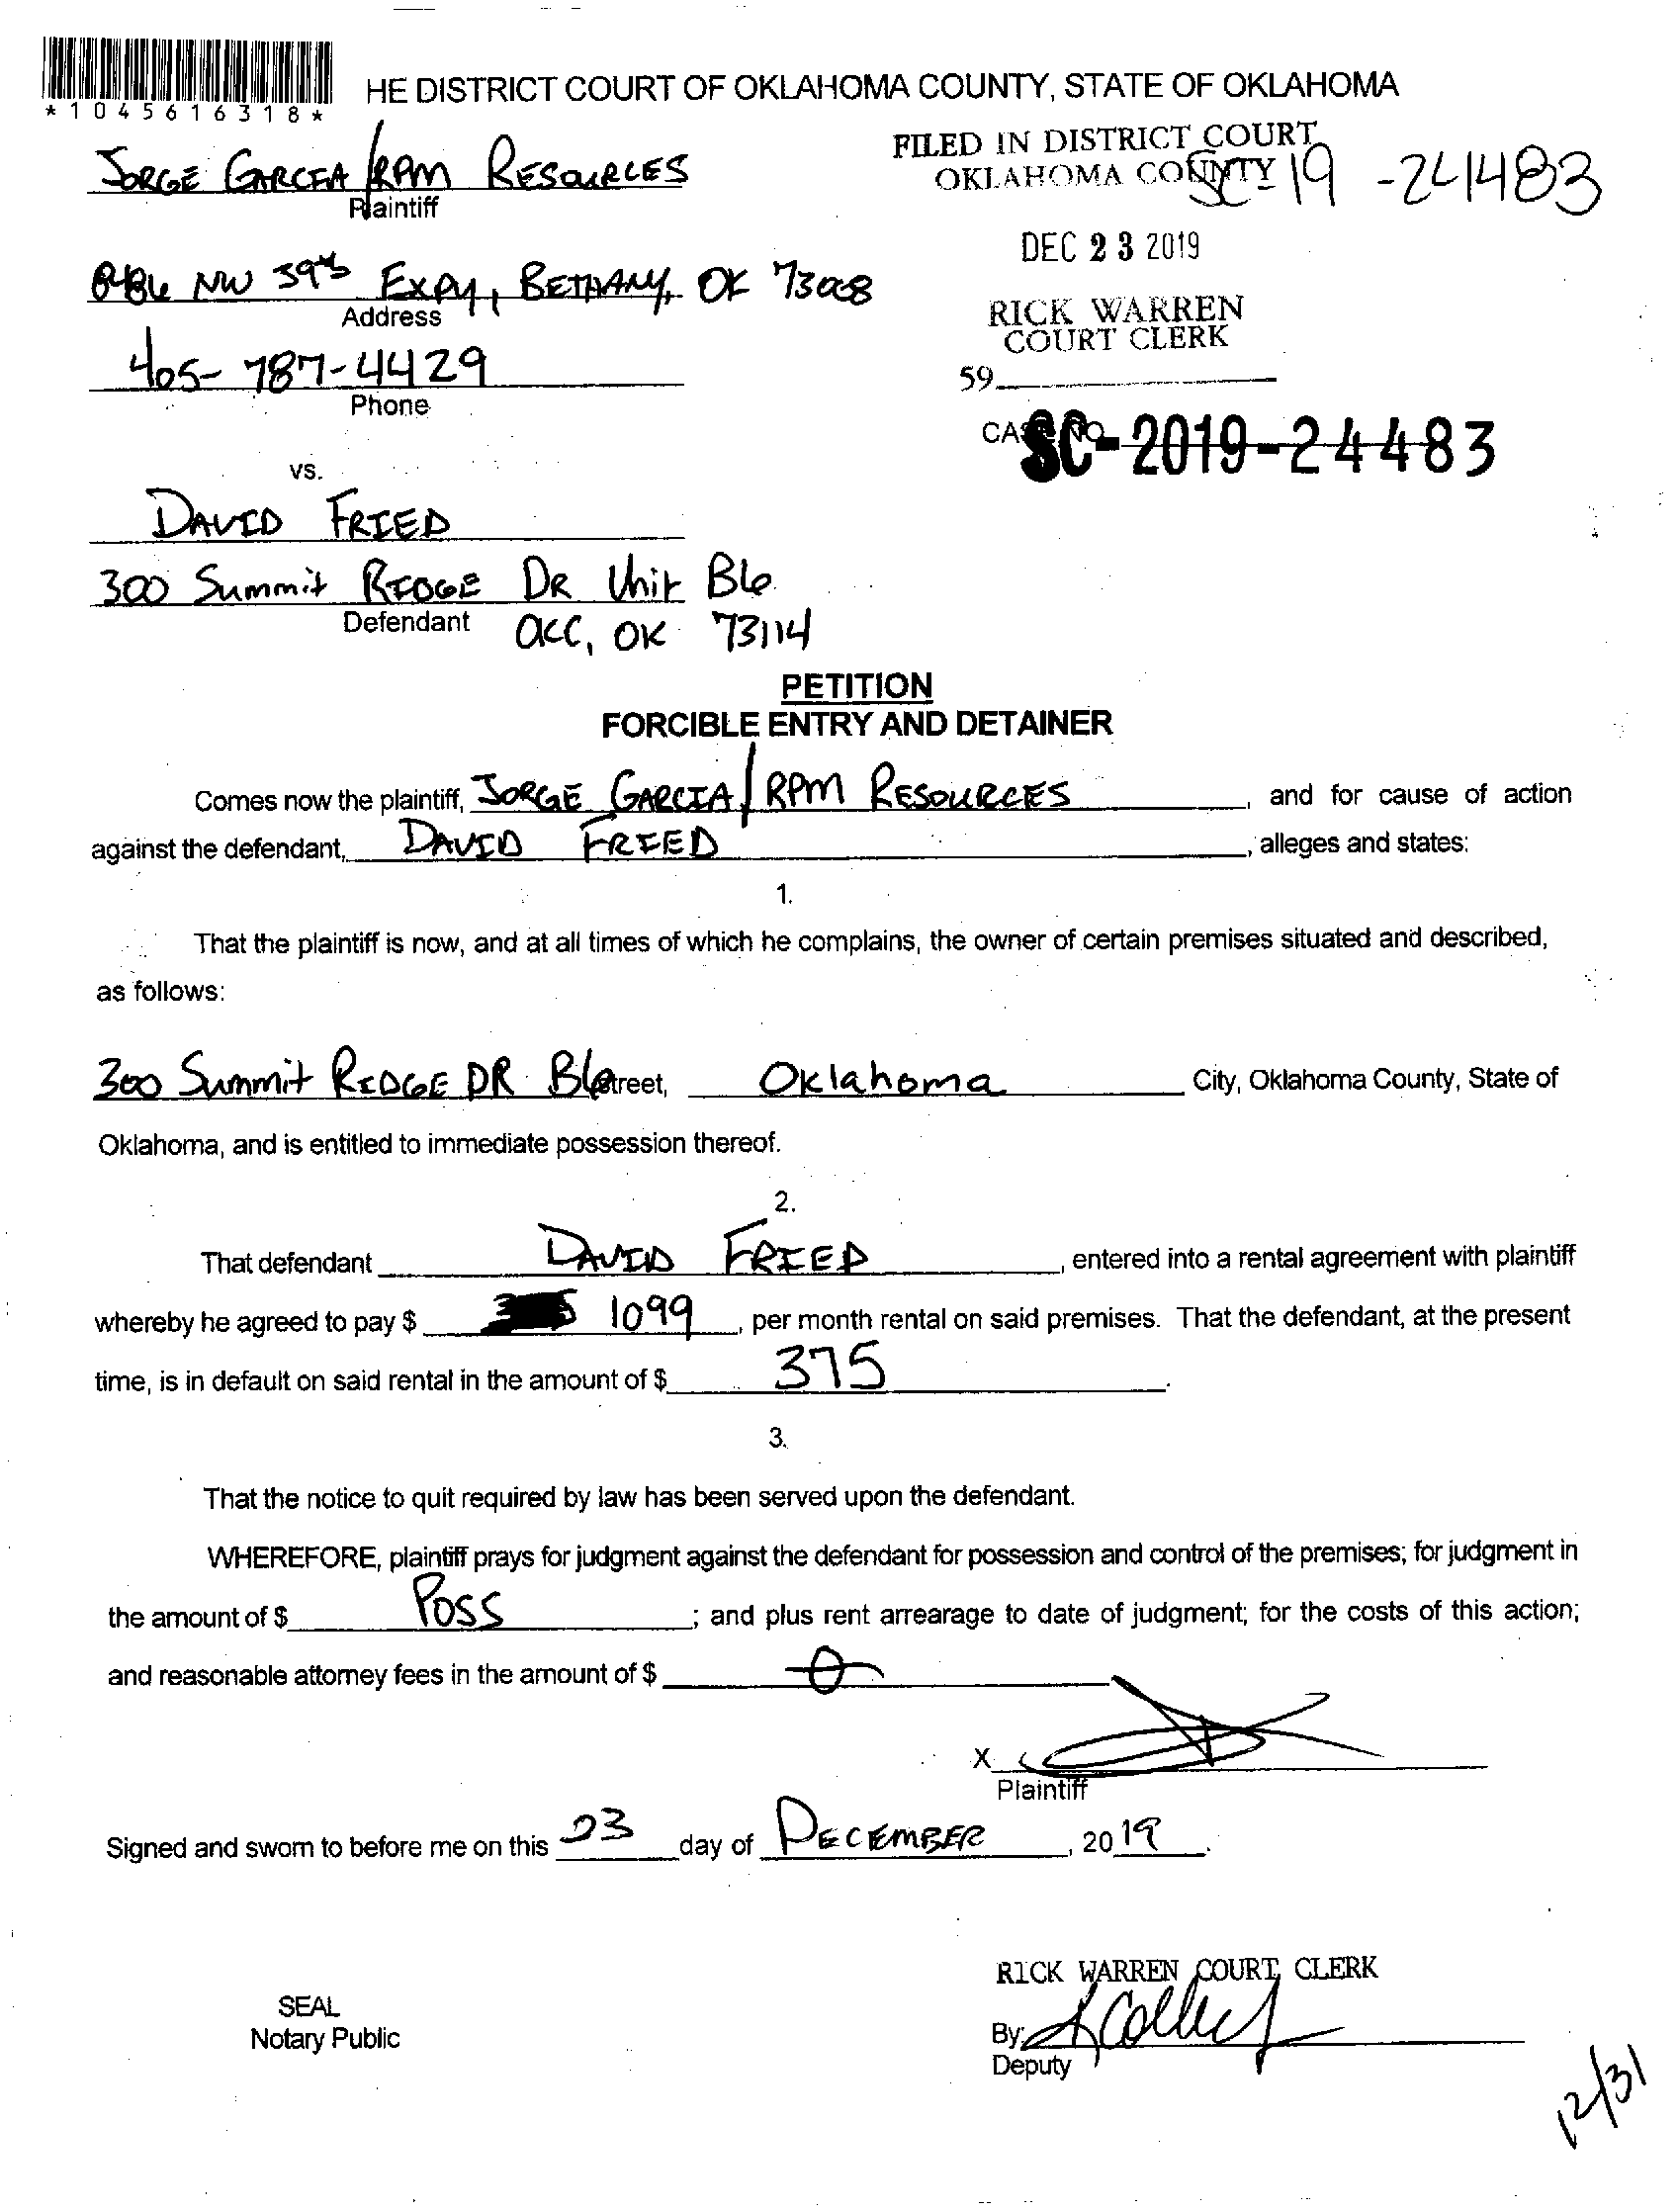 *1045616318*
HE DISTRICT COURT OF OKLAHOMA COUNTY, STATE OF OKLAHOMA
JORGE GARCIA/RPM RESOURCES
Plaintiff
FILED IN DISTRICT COURT
OKLAHOMA COUNTY
SC-19-24483
DEC 23 2019
NW 39th EXPY, BETHANY, OK 73008
Address
RICK WARREN
COURT CLERK
405-787-4429
Phone
59
CASE NO.
SC-2019-24483
vs.
DAVID FRIED
300 Summit RIDGE DR Unit B6
Defendant
OKC, OK 73114
PETITION
FORCIBLE ENTRY AND DETAINER
Comes now the plaintiff, JORGE GARCIA/RPM RESOURCES, and for cause of action
against the defendant, DAVID FRIED, alleges and states:
1.
That the plaintiff is now, and at all times of which he complains, the owner of certain premises situated and described,
as follows:
300 Summit RIDGE DR B6 Street, Oklahoma City, Oklahoma County, State of
Oklahoma, and is entitled to immediate possession thereof.
2.
That defendant DAVID FRIED, entered into a rental agreement with plaintiff
whereby he agreed to pay $ 1099, per month rental on said premises. That the defendant, at the present
time, is in default on said rental in the amount of $ 375.
3.
That the notice to quit required by law has been served upon the defendant.
WHEREFORE, plaintiff prays for judgment against the defendant for possession and control of the premises; for judgment in
the amount of $ POSS; and plus rent arrearage to date of judgment; for the costs of this action;
and reasonable attorney fees in the amount of $ 0
X
Plaintiff
Signed and sworn to before me on this 23 day of DECEMBER, 2019.
RICK WARREN COURT CLERK
SEAL
Notary Public
By:
Deputy
12/31